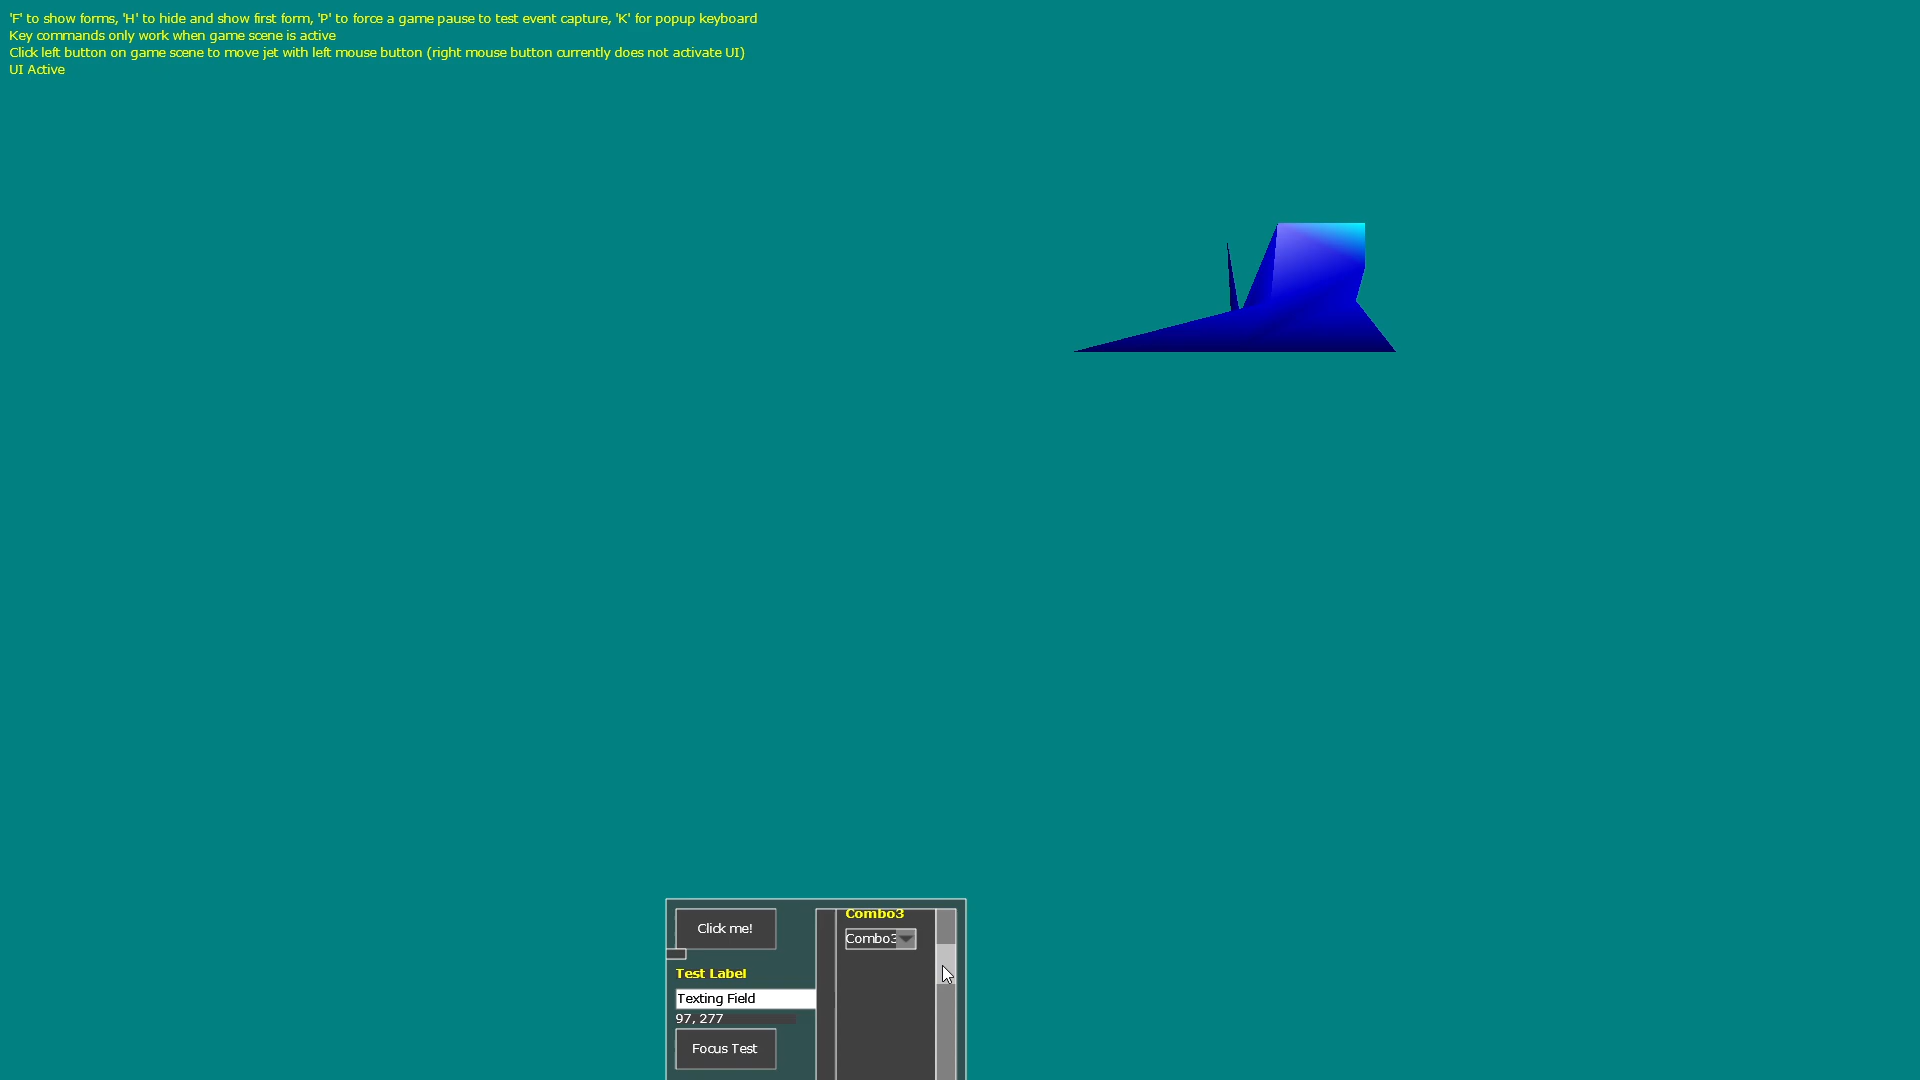 'F' to show forms, 'H' to hide and show first form, 'P' to force a game pause to test event capture, 'K' for popup keyboard
Key commands only work when game scene is active
Click left button on game scene to move jet with left mouse button (right mouse button currently does not activate UI)
UI Active
Click me!
Test Label
Texting Field
97, 277
Focus Test
Combo3
Combo3